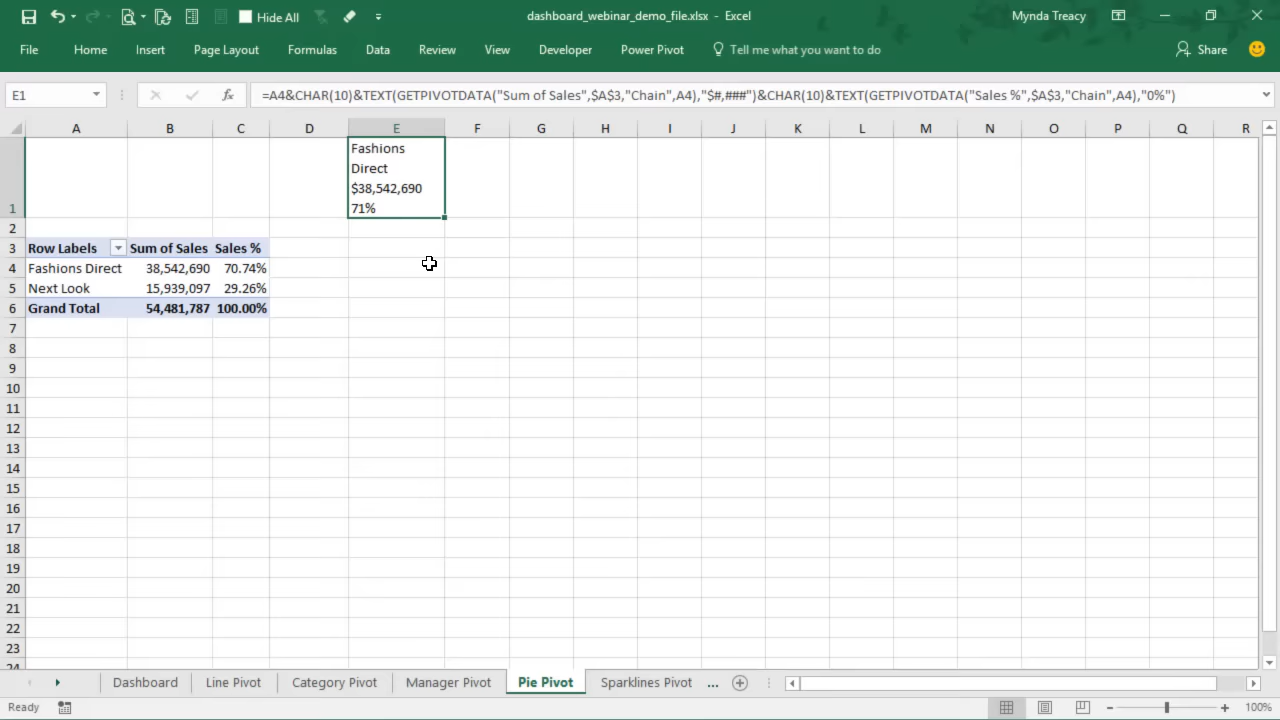 Hide All
dashboard_webinar_demo_file.xlsx - Excel
Mynda Treacy
File Home Insert Page Layout Formulas Data Review View Developer Power Pivot Tell me what you want to do Share
E1 fx =A4&CHAR(10)&TEXT(GETPIVOTDATA("Sum of Sales",$A$3,"Chain",A4),"$#,###")&CHAR(10)&TEXT(GETPIVOTDATA("Sales %",$A$3,"Chain",A4),"0%")
A B C D E F G H I J K L M N O P Q R
Fashions
Direct
$38,542,690
1 71%
2
3 Row Labels Sum of Sales Sales %
4 Fashions Direct 38,542,690 70.74%
5 Next Look 15,939,097 29.26%
6 Grand Total 54,481,787 100.00%
7
8
9
10
11
12
13
14
15
16
17
18
19
20
21
22
23
24
Dashboard Line Pivot Category Pivot Manager Pivot Pie Pivot Sparklines Pivot ...
Ready 100%